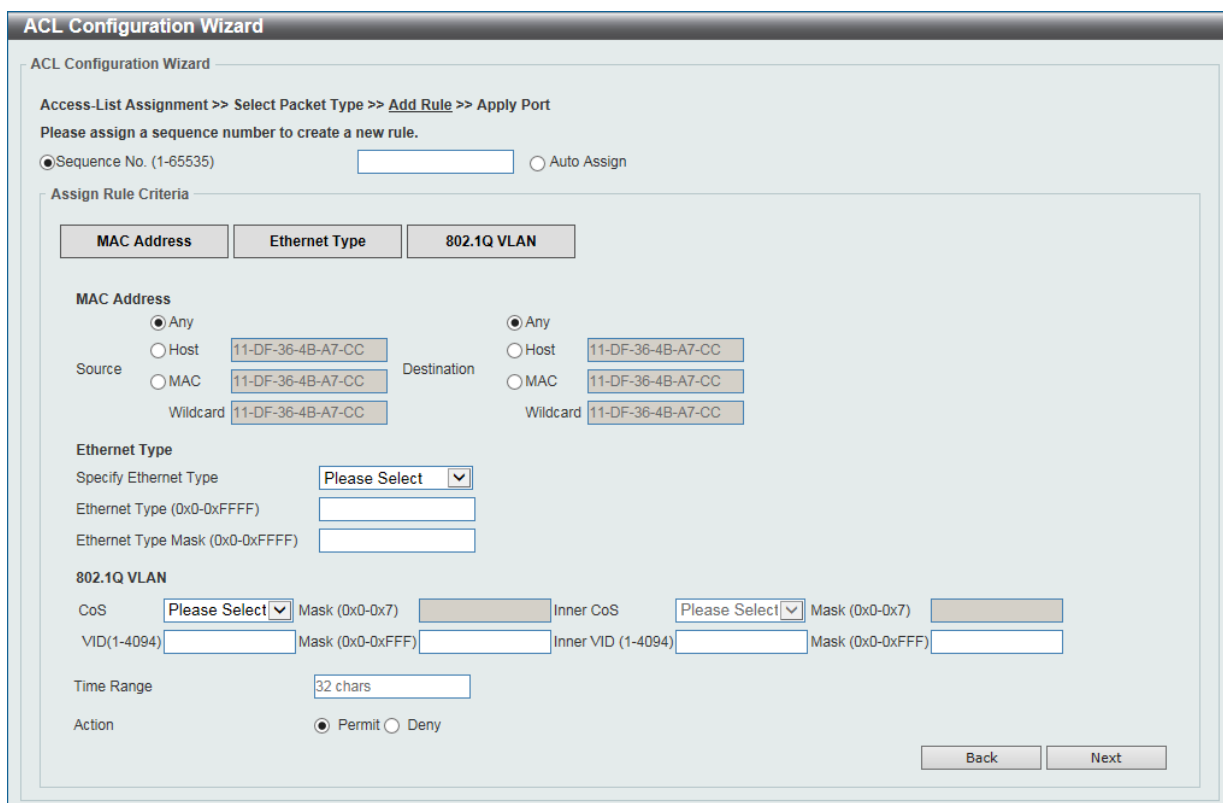 ACL Configuration Wizard
ACL Configuration Wizard
Access-List Assignment >> Select Packet Type >> Add Rule >> Apply Port
Please assign a sequence number to create a new rule.
Sequence No. (1-65535) Auto Assign
Assign Rule Criteria
MAC Address Ethernet Type 802.1Q VLAN
MAC Address
Any Any
Host 11-DF-36-4B-A7-CC Host 11-DF-36-4B-A7-CC
Source Destination
MAC 11-DF-36-4B-A7-CC MAC 11-DF-36-4B-A7-CC
Wildcard 11-DF-36-4B-A7-CC Wildcard 11-DF-36-4B-A7-CC
Ethernet Type
Specify Ethernet Type Please Select
Ethernet Type (0x0-0xFFFF)
Ethernet Type Mask (0x0-0xFFFF)
802.1Q VLAN
CoS Please Select Mask (0x0-0x7) Inner CoS Please Select Mask (0x0-0x7)
VID(1-4094) Mask (0x0-0xFFF) Inner VID (1-4094) Mask (0x0-0xFFF)
Time Range 32 chars
Action Permit Deny
Back Next